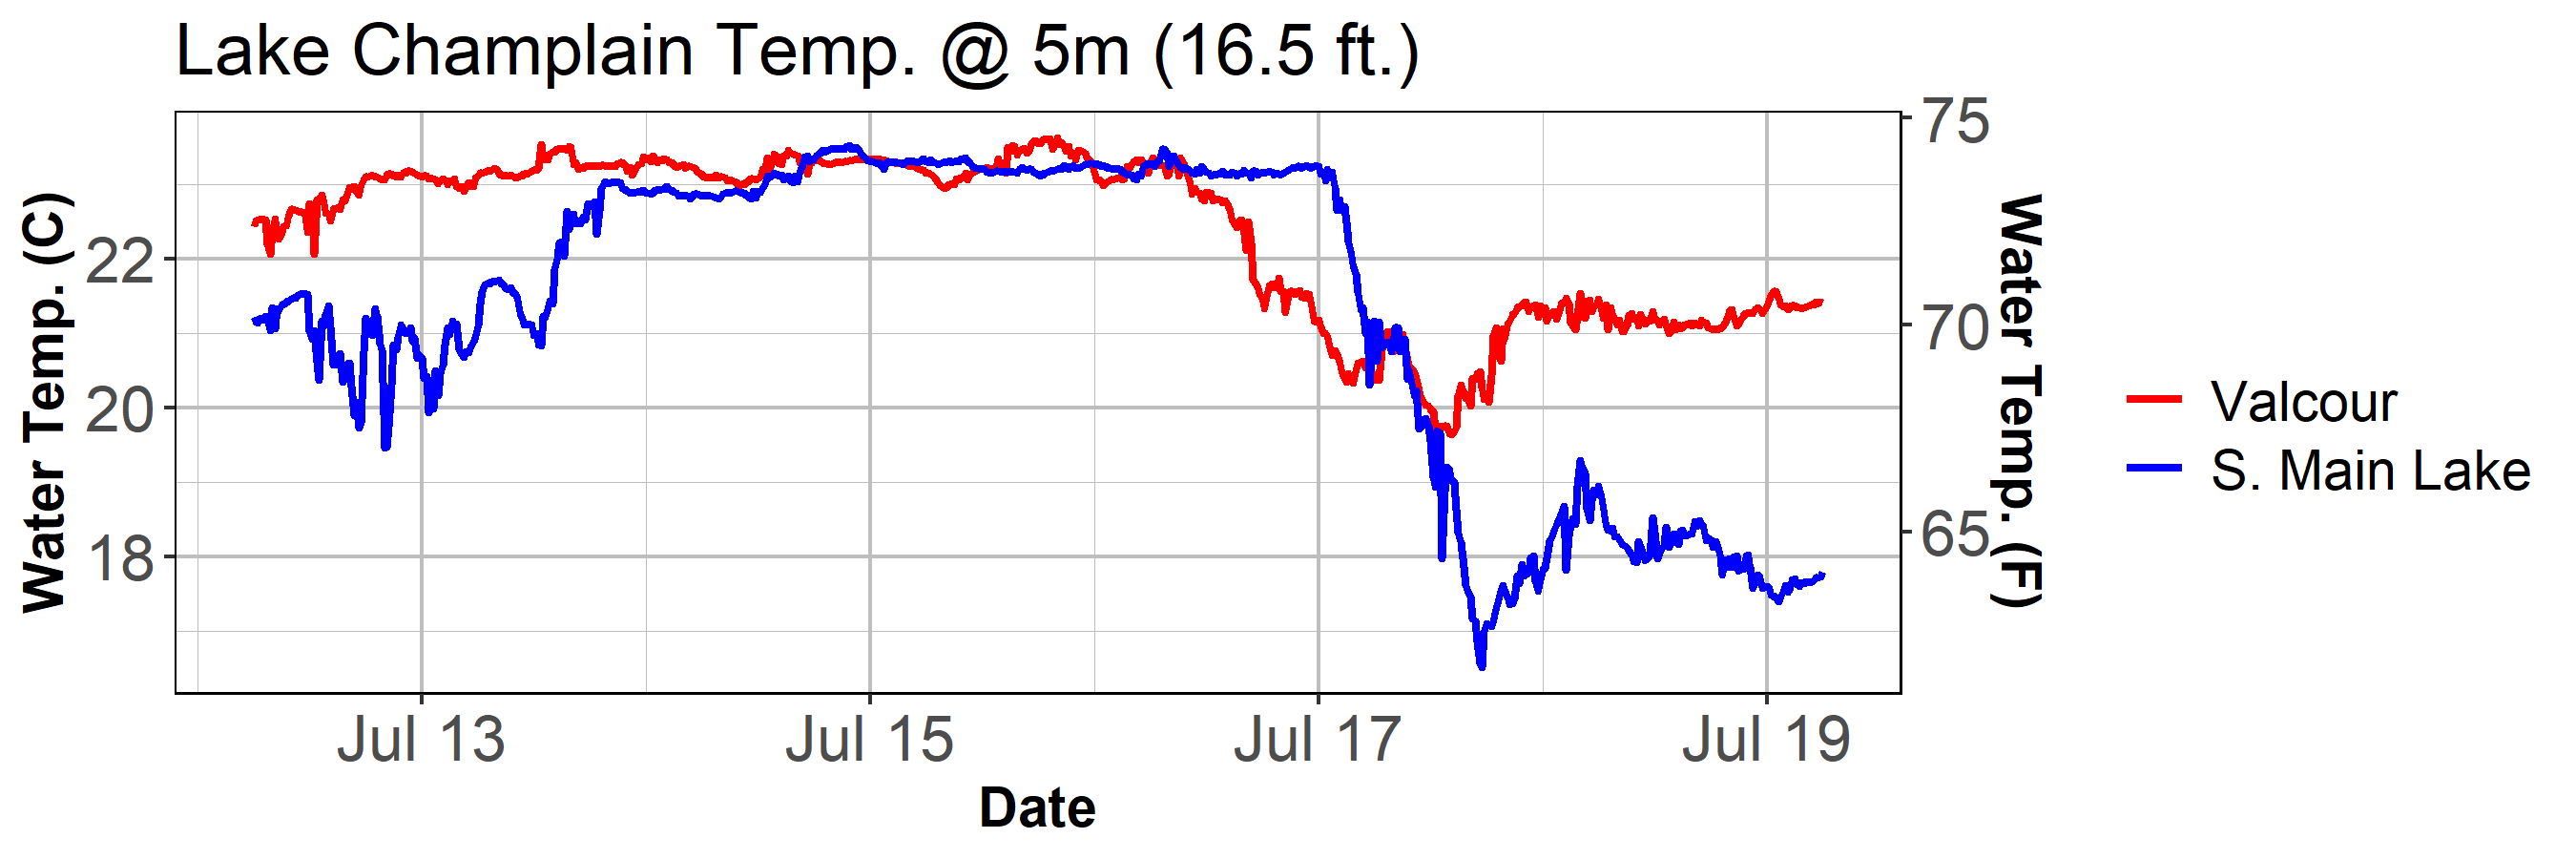 Lake Champlain Temp. @ 5m (16.5 ft.)
Water Temp. (C)
22
20
18
75
70
65
Water Temp. (F)
Jul 13
Jul 15
Jul 17
Jul 19
Date
Valcour
S. Main Lake